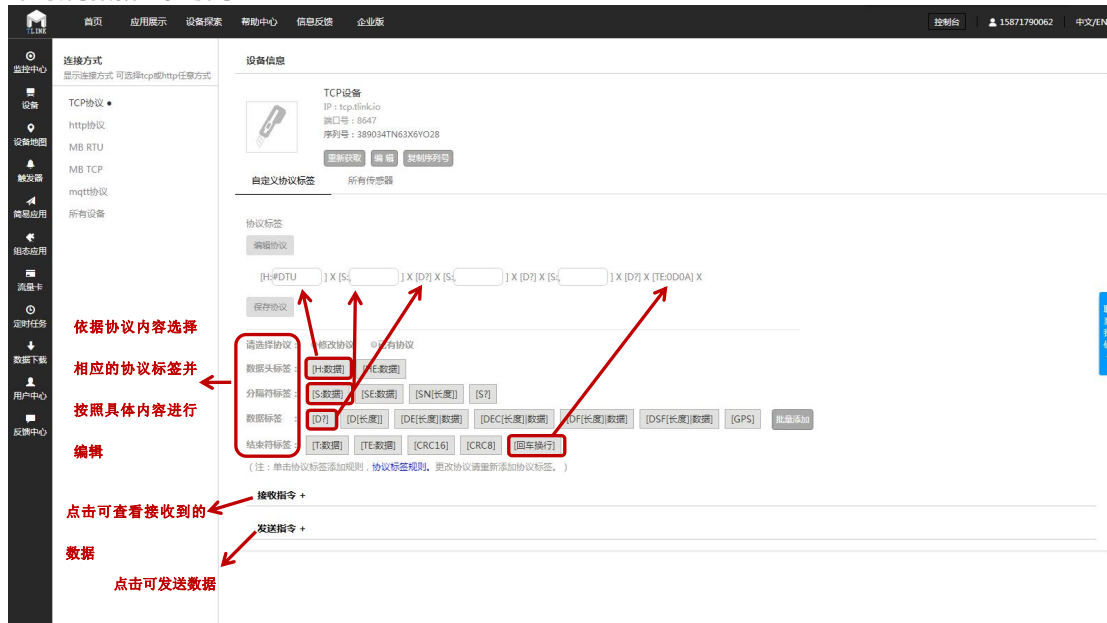 TLINK
首页 应用展示 设备探索 帮助中心 信息反馈 企业版 控制台 15871790062 中文/EN
监控中心
设备
设备地图
触发器
简易应用
组态应用
流量卡
定时任务
数据下载
用户中心
反馈中心
连接方式
显示连接方式 可选择tcp或http任意方式
TCP协议 ●
http协议
MB RTU
MB TCP
mqtt协议
所有设备
设备信息
TCP设备
IP : tcp.tlink.io
端口号 : 8647
序列号 : 389034TN63X6YO28
重新获取 编 辑 复制序列号
自定义协议标签 所有传感器
协议标签
编辑协议
[H:#DTU ] X [S: ] X [D?] X [S: ] X [D?] X [S: ] X [D?] X [TE:0D0A] X
保存协议
请选择协议 : 修改协议 已有协议
数据头标签 : [H:数据] [HE:数据]
分隔符标签 : [S:数据] [SE:数据] [SN[长度]] [S?]
数据标签 : [D?] [D[长度]] [DE[长度]|数据] [DEC[长度]|数据] [DF[长度]|数据] [DSF[长度]|数据] [GPS] 批量添加
结束符标签 : [T:数据] [TE:数据] [CRC16] [CRC8] [回车换行]
( 注 : 单击协议标签添加规则 , 协议标签规则。更改协议请重新添加协议标签。 )
接收指令 +
发送指令 +
依据协议内容选择
相应的协议标签并
按照具体内容进行
编辑
点击可查看接收到的
数据
点击可发送数据